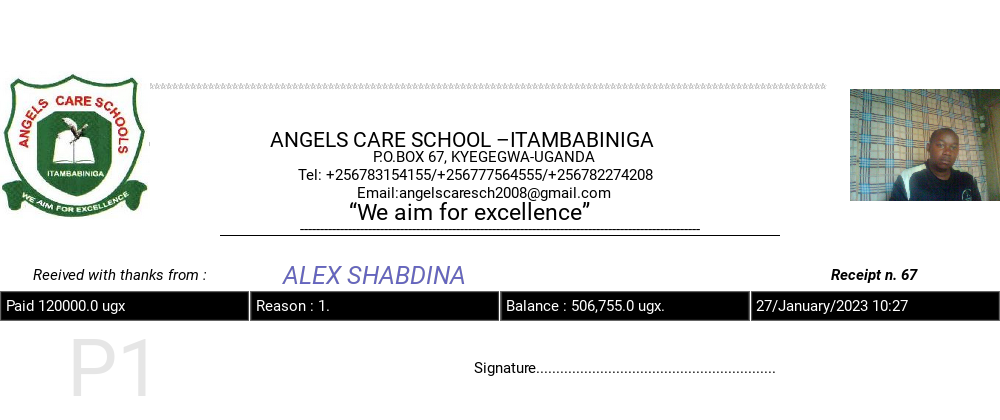 ANGELS CARE SCHOOLS
ITAMBABINIGA
WE AIM FOR EXCELLENCE
ANGELS CARE SCHOOL –ITAMBABINIGA
P.O.BOX 67, KYEGEGWA-UGANDA
Tel: +256783154155/+256777564555/+256782274208
Email:angelscaresch2008@gmail.com
“We aim for excellence”
Reeived with thanks from : ALEX SHABDINA Receipt n. 67
Paid 120000.0 ugx Reason : 1. Balance : 506,755.0 ugx. 27/January/2023 10:27
P1
Signature............................................................